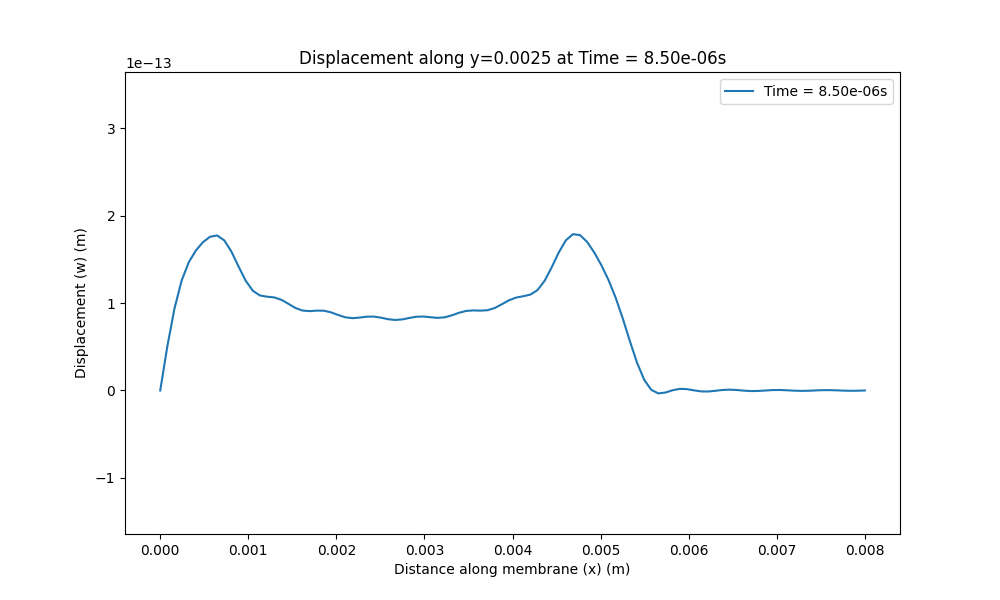 Displacement along y=0.0025 at Time = 8.50e-06s
1e−13
Time = 8.50e-06s
3
2
1
0
−1
Displacement (w) (m)
0.000 0.001 0.002 0.003 0.004 0.005 0.006 0.007 0.008
Distance along membrane (x) (m)